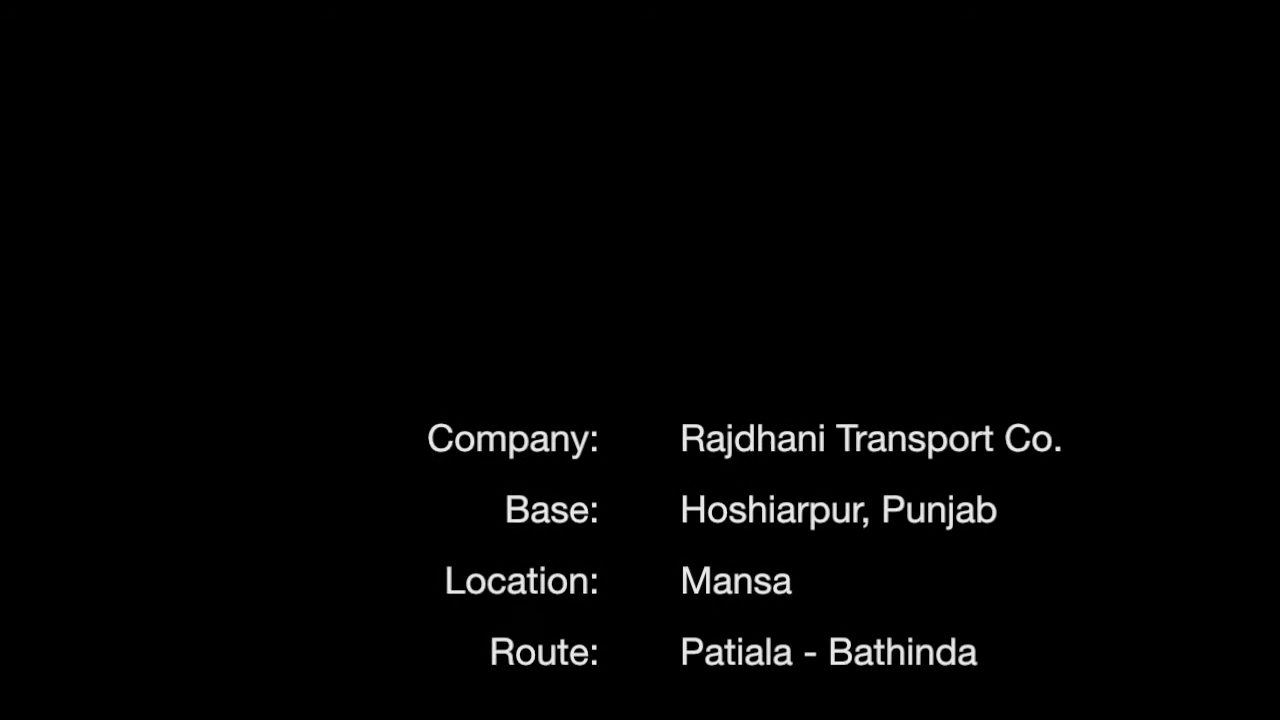 Company: Rajdhani Transport Co.
Base: Hoshiarpur, Punjab
Location: Mansa
Route: Patiala - Bathinda